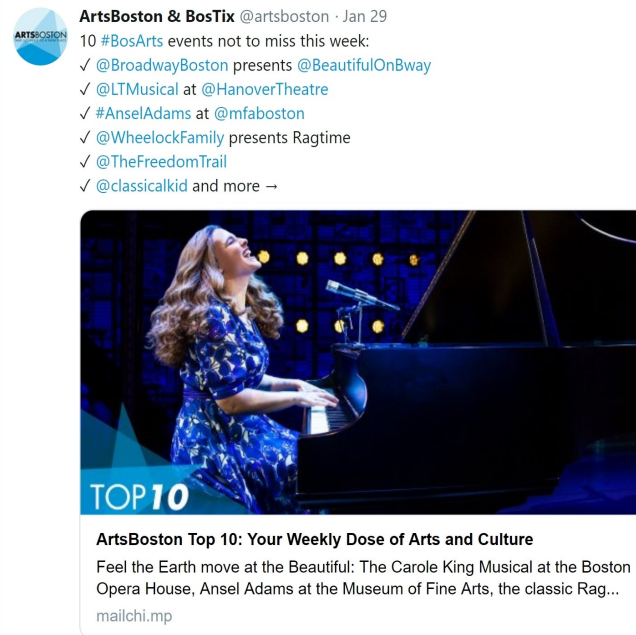 ARTSBOSTON
ArtsBoston & BosTix @artsboston · Jan 29
10 #BosArts events not to miss this week:
✓ @BroadwayBoston presents @BeautifulOnBway
✓ @LTMusical at @HanoverTheatre
✓ #AnselAdams at @mfaboston
✓ @WheelockFamily presents Ragtime
✓ @TheFreedomTrail
✓ @classicalkid and more →
TOP10
ArtsBoston Top 10: Your Weekly Dose of Arts and Culture
Feel the Earth move at the Beautiful: The Carole King Musical at the Boston
Opera House, Ansel Adams at the Museum of Fine Arts, the classic Rag...
mailchi.mp